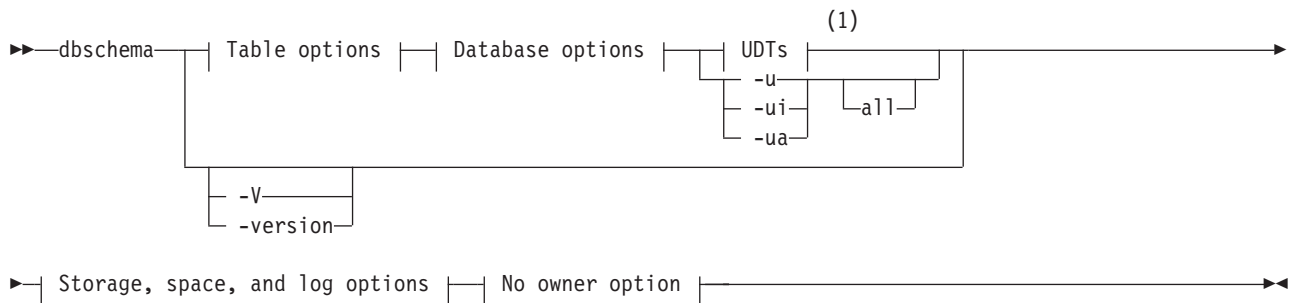 (1)
dbschema Table options Database options UDTs
-u
-ui all
-ua
-V
-version
Storage, space, and log options No owner option